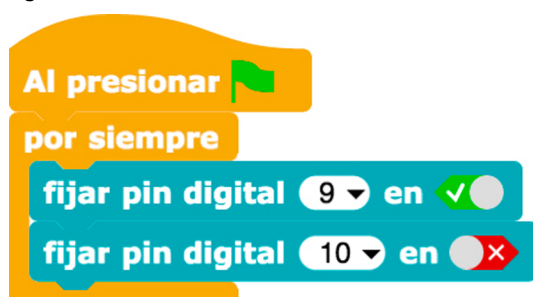 Al presionar
por siempre
fijar pin digital 9 en
fijar pin digital 10 en